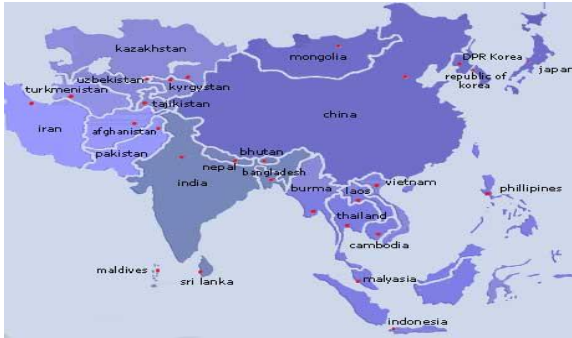 kazakhstan
mongolia
DPR Korea
japan
uzbekistan
kyrgystan
republic of
korea
turkmenistan
tajikistan
china
iran
afghanistan
pakistan
bhutan
nepal
bangladesh
india
burma
laos
vietnam
phillipines
thailand
cambodia
maldives
sri lanka
malyasia
indonesia